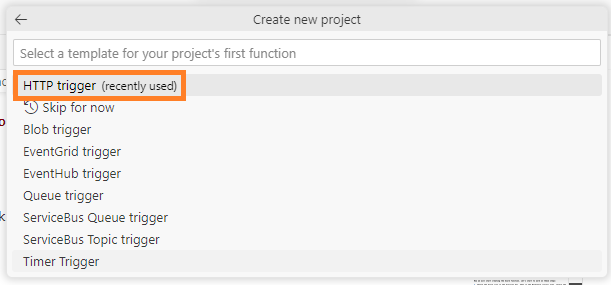 Create new project
Select a template for your project's first function
HTTP trigger (recently used)
Skip for now
Blob trigger
EventGrid trigger
EventHub trigger
Queue trigger
ServiceBus Queue trigger
ServiceBus Topic trigger
Timer Trigger